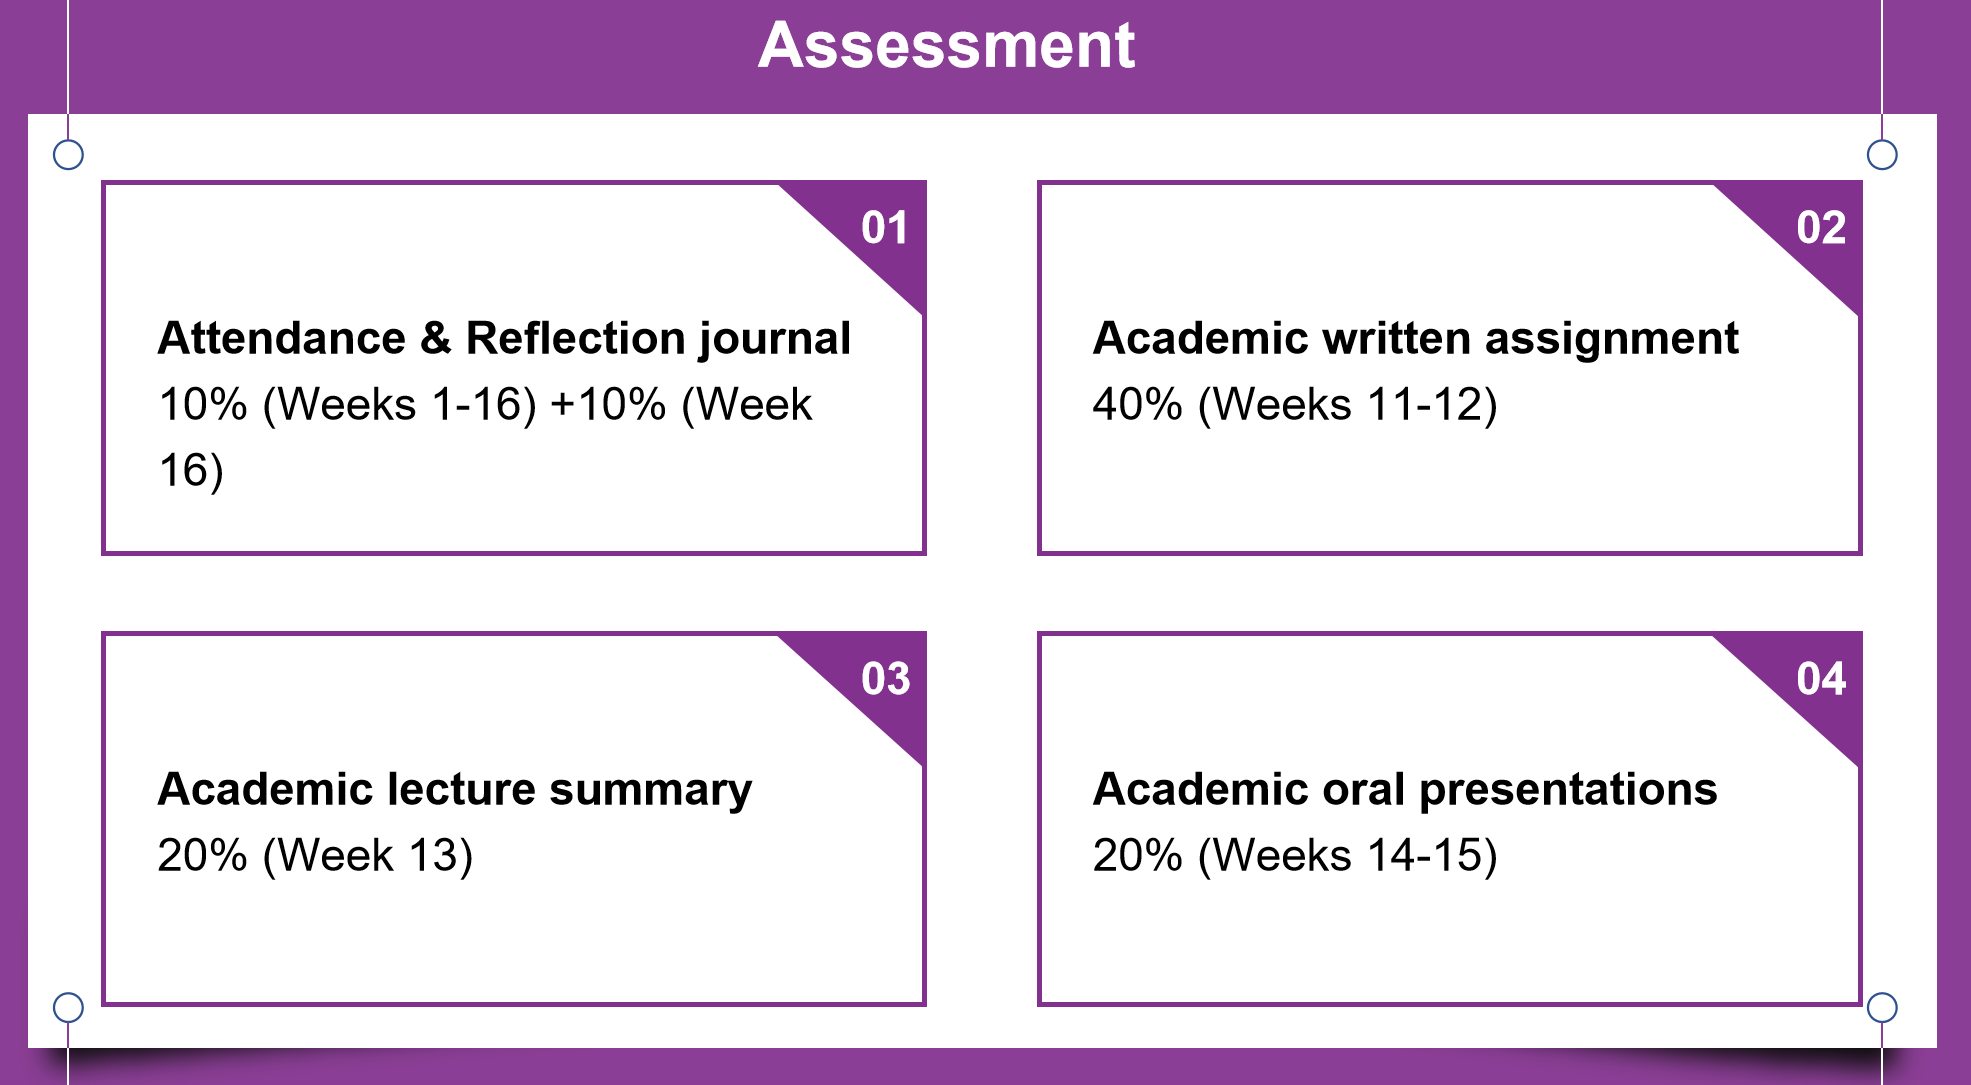 Assessment
01
Attendance & Reflection journal
10% (Weeks 1-16) +10% (Week
16)
02
Academic written assignment
40% (Weeks 11-12)
03
Academic lecture summary
20% (Week 13)
04
Academic oral presentations
20% (Weeks 14-15)